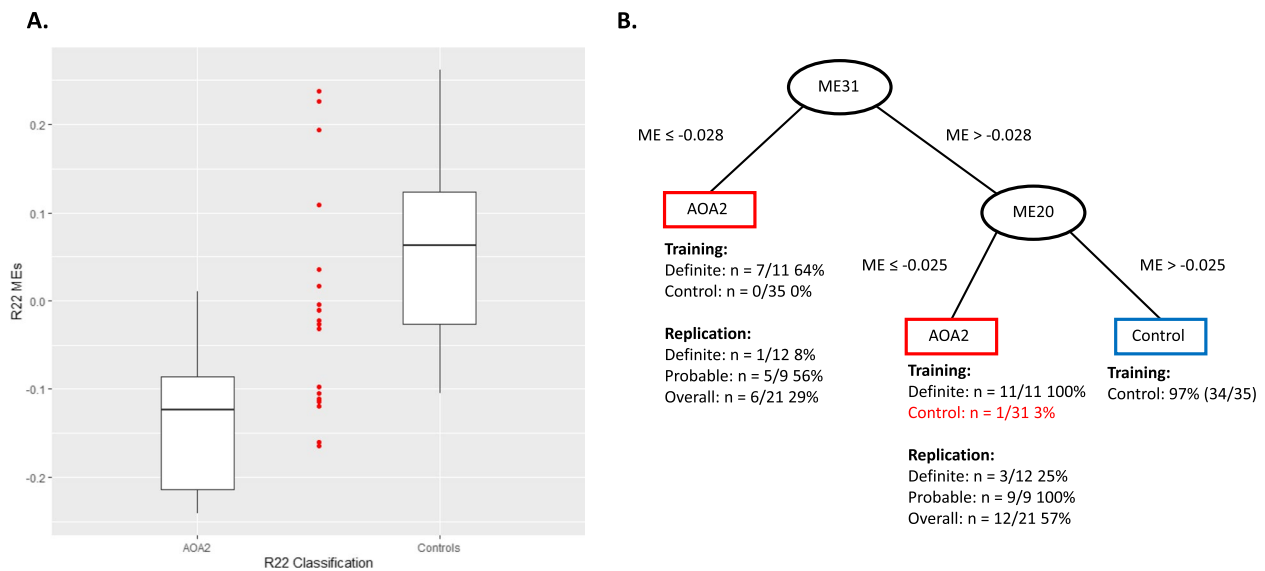 A.
0.2
0.1
0.0
-0.1
-0.2
R22 MEs
AOA2
Controls
R22 Classification
B.
ME31
ME ≤ -0.028
ME > -0.028
AOA2
Training:
Definite: n = 7/11 64%
Control: n = 0/35 0%
Replication:
Definite: n = 1/12 8%
Probable: n = 5/9 56%
Overall: n = 6/21 29%
ME20
ME ≤ -0.025
ME > -0.025
AOA2
Training:
Definite: n = 11/11 100%
Control: n = 1/31 3%
Replication:
Definite: n = 3/12 25%
Probable: n = 9/9 100%
Overall: n = 12/21 57%
Control
Training:
Control: 97% (34/35)